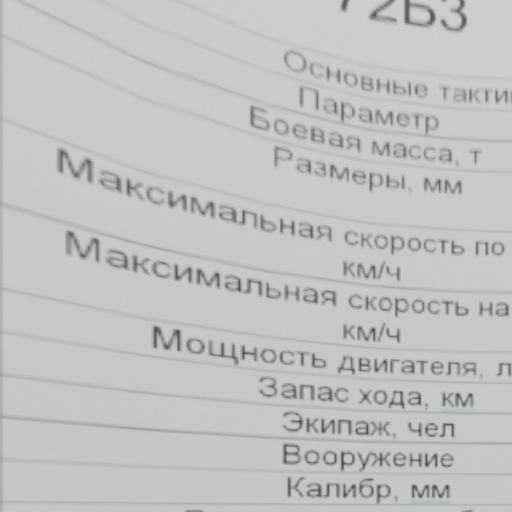 72Б3
Основные
Параметр
Боевая масса, т
Размеры, мм
Максимальная скорость по
км/ч
Максимальная скорость на
км/ч
Мощность двигателя, л
Запас хода, км
Экипаж, чел
Вооружение
Калибр, мм